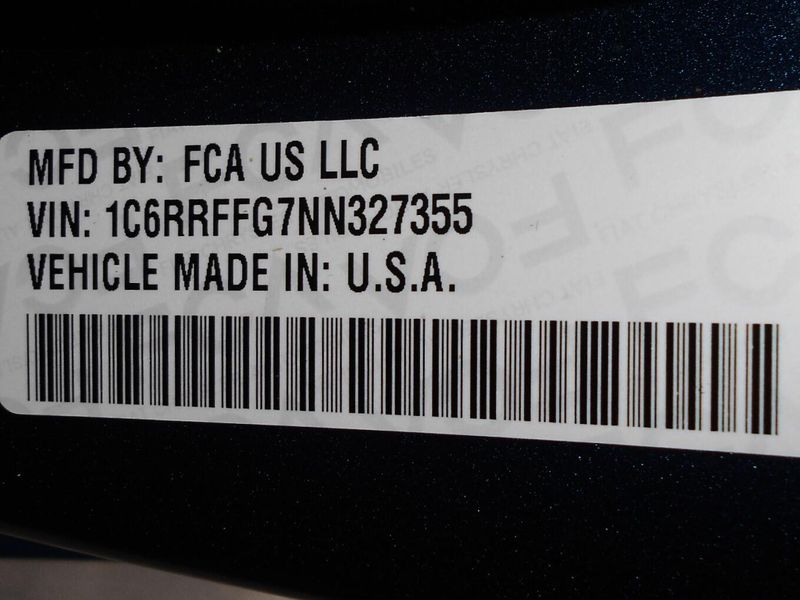 MFD BY: FCA US LLC
VIN: 1C6RRFFG7NN327355
VEHICLE MADE IN: U.S.A.